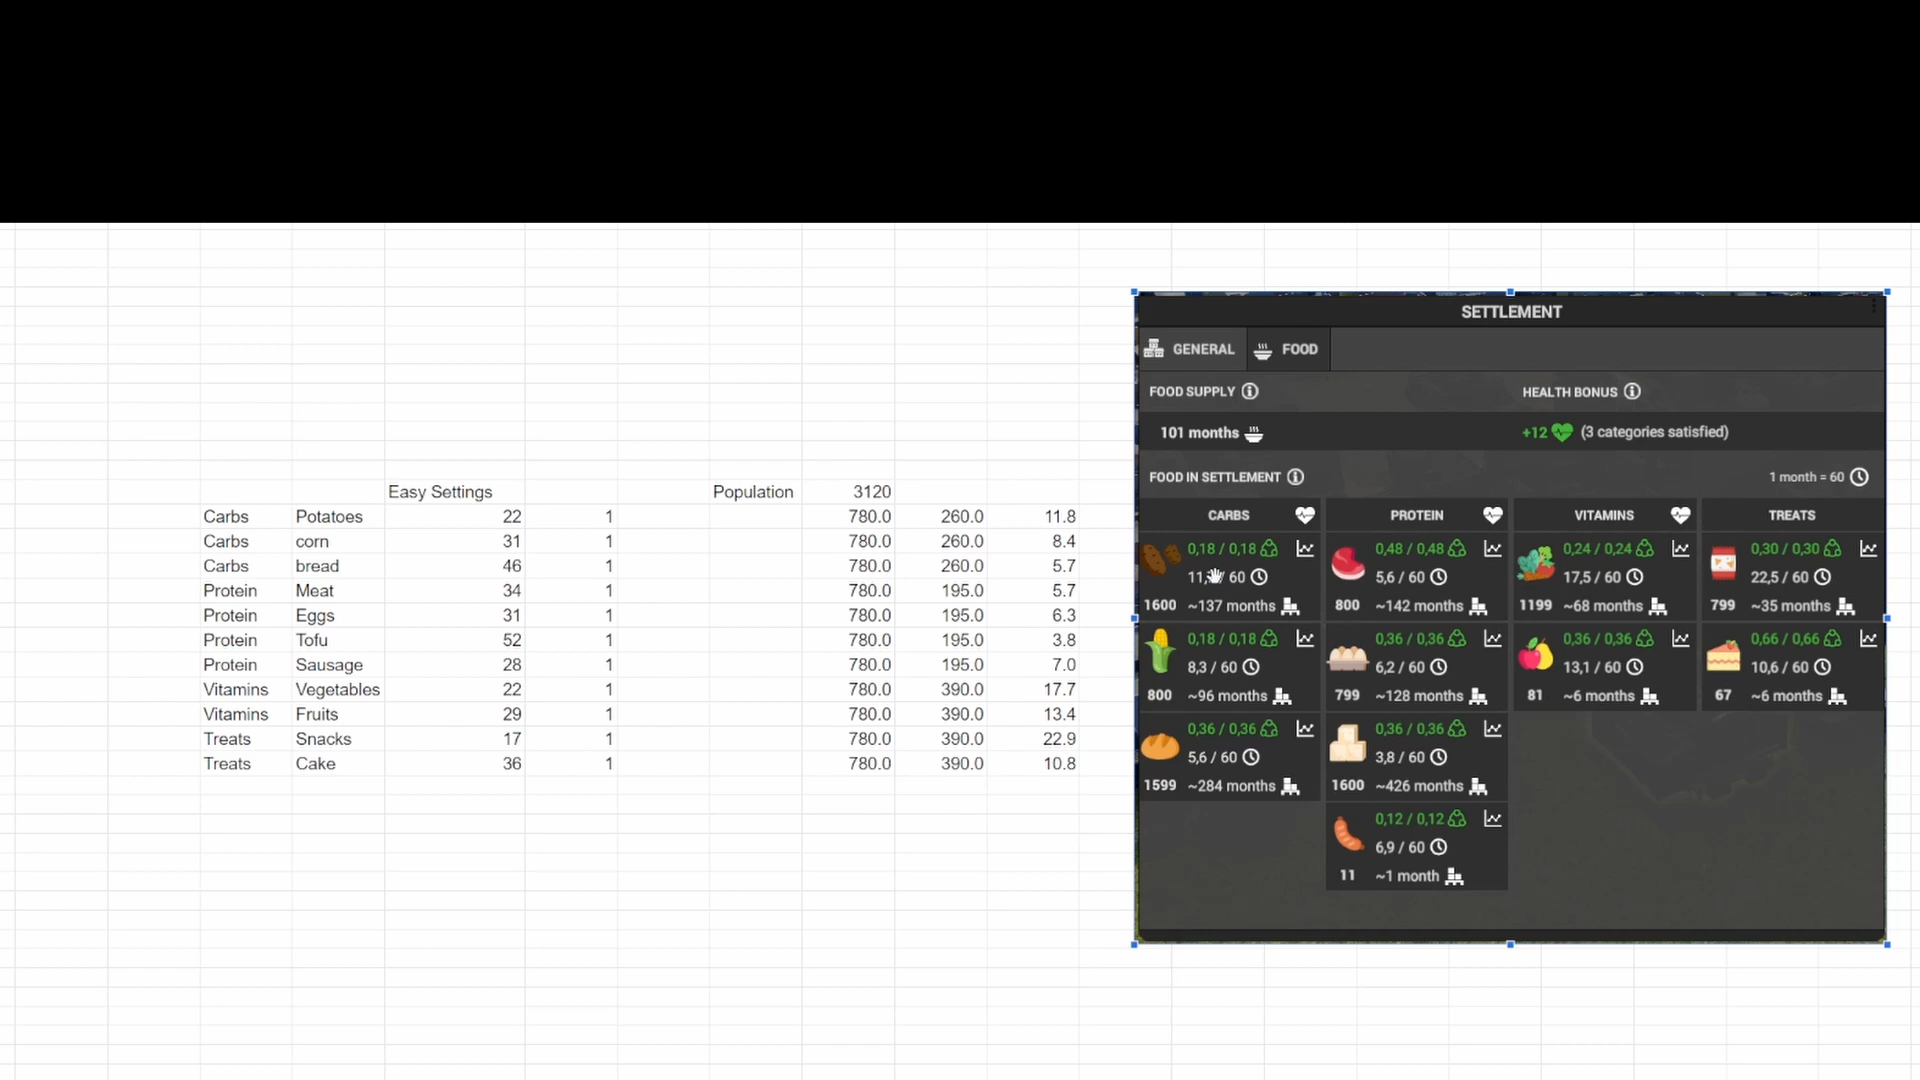 Easy Settings Population 3120
Carbs Potatoes 22 1 780.0 260.0 11.8
Carbs corn 31 1 780.0 260.0 8.4
Carbs bread 46 1 780.0 260.0 5.7
Protein Meat 34 1 780.0 195.0 5.7
Protein Eggs 31 1 780.0 195.0 6.3
Protein Tofu 52 1 780.0 195.0 3.8
Protein Sausage 28 1 780.0 195.0 7.0
Vitamins Vegetables 22 1 780.0 390.0 17.7
Vitamins Fruits 29 1 780.0 390.0 13.4
Treats Snacks 17 1 780.0 390.0 22.9
Treats Cake 36 1 780.0 390.0 10.8
SETTLEMENT
GENERAL FOOD
FOOD SUPPLY HEALTH BONUS
101 months +12 (3 categories satisfied)
FOOD IN SETTLEMENT 1 month = 60
CARBS PROTEIN VITAMINS TREATS
0,18 / 0,18 0,48 / 0,48 0,24 / 0,24 0,30 / 0,30
/ 60 5,6 / 60 17,5 / 60 22,5 / 60
1600 ~137 months 800 ~142 months 1199 ~68 months 799 ~35 months
0,18 / 0,18 0,36 / 0,36 0,36 / 0,36 0,66 / 0,66
8,3 / 60 6,2 / 60 13,1 / 60 10,6 / 60
800 ~96 months 799 ~128 months 81 ~6 months 67 ~6 months
0,36 / 0,36 0,36 / 0,36
5,6 / 60 3,8 / 60
1599 ~284 months 1600 ~426 months
0,12 / 0,12
6,9 / 60
11 ~1 month